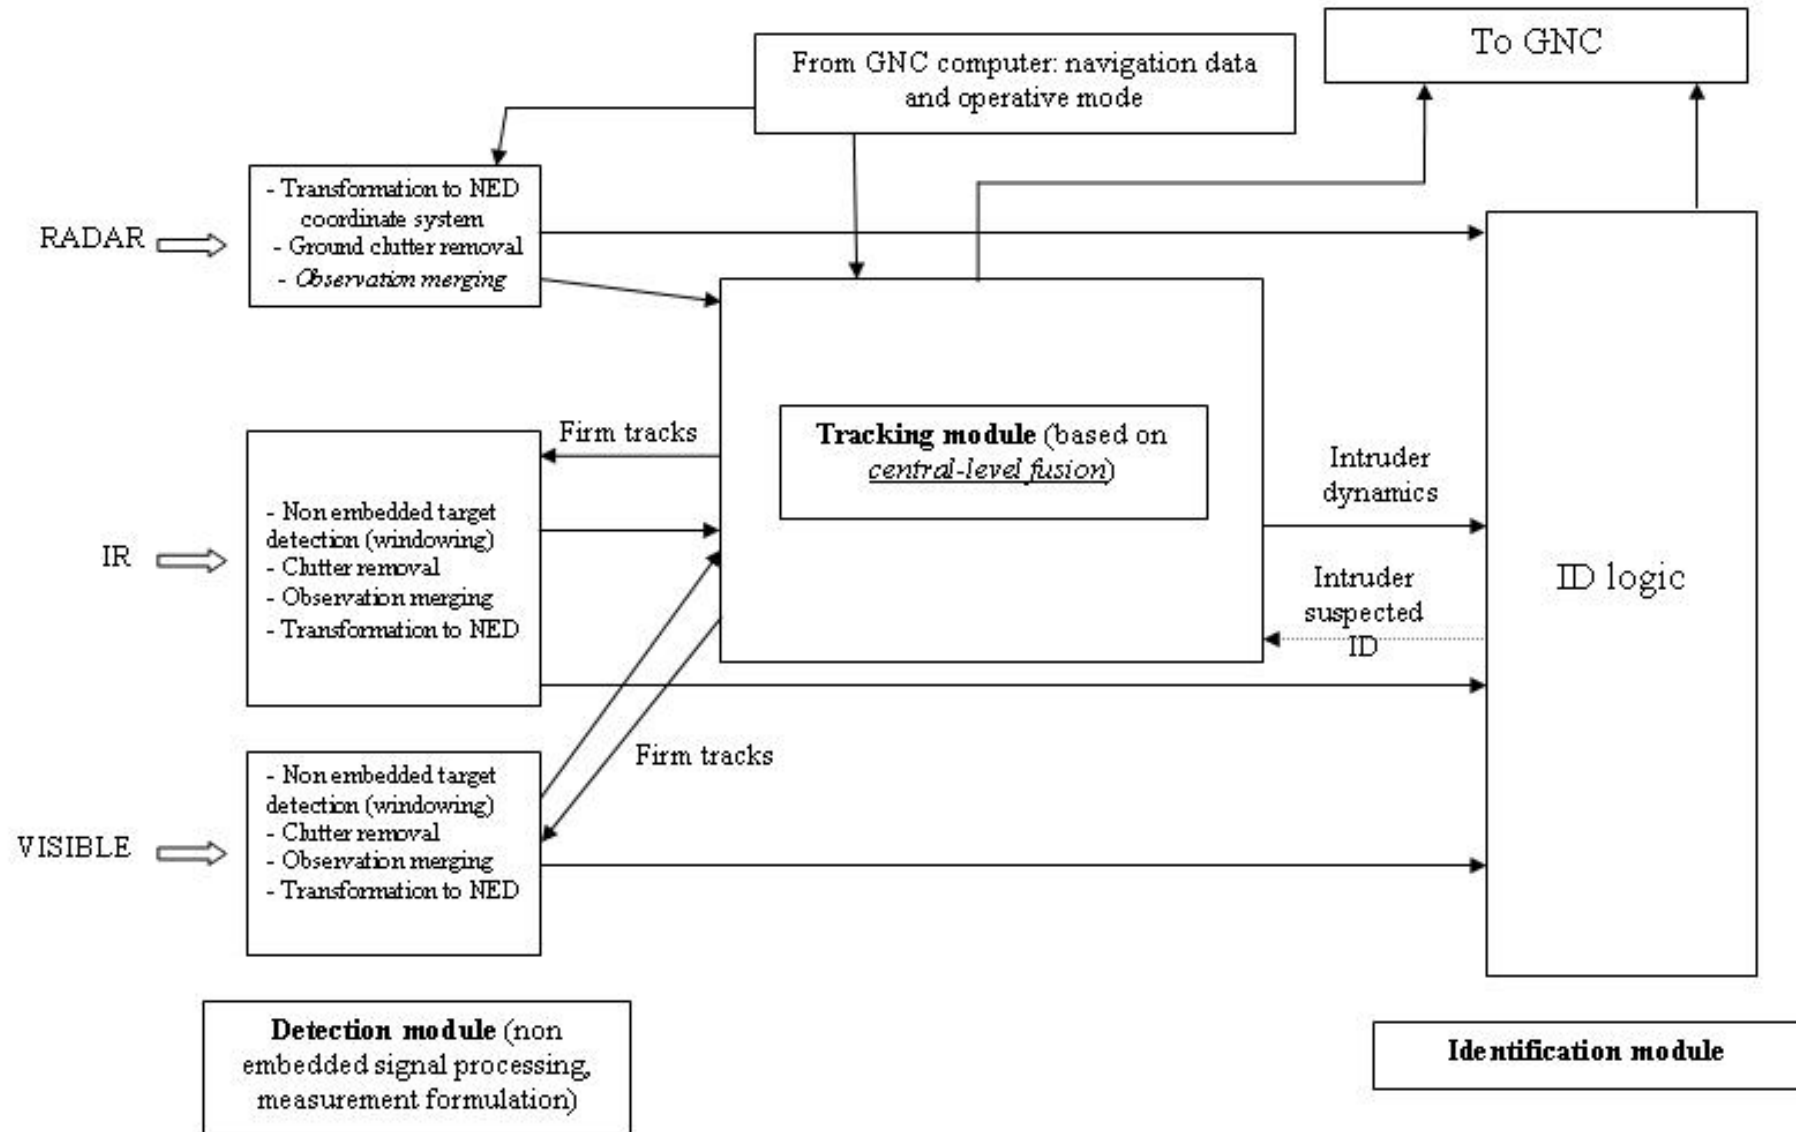 To GNC
From GNC computer: navigation data
and operative mode
RADAR
- Transformation to NED
coordinate system
- Ground clutter removal
- Observation merging
Firm tracks
Tracking module (based on
central-level fusion)
Intruder
dynamics
IR
- Non embedded target
detection (windowing)
- Clutter removal
- Observation merging
- Transformation to NED
Intruder
suspected
ID
ID logic
Firm tracks
VISIBLE
- Non embedded target
detection (windowing)
- Clutter removal
- Observation merging
- Transformation to NED
Detection module (non
embedded signal processing,
measurement formulation)
Identification module